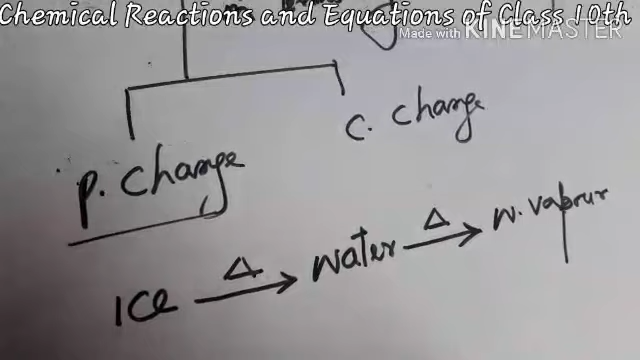 Chemical Reactions and Equations of Class 10th
Made with KINEMASTER
P. Change
C. Change
Ice Δ Water Δ W. Vapour